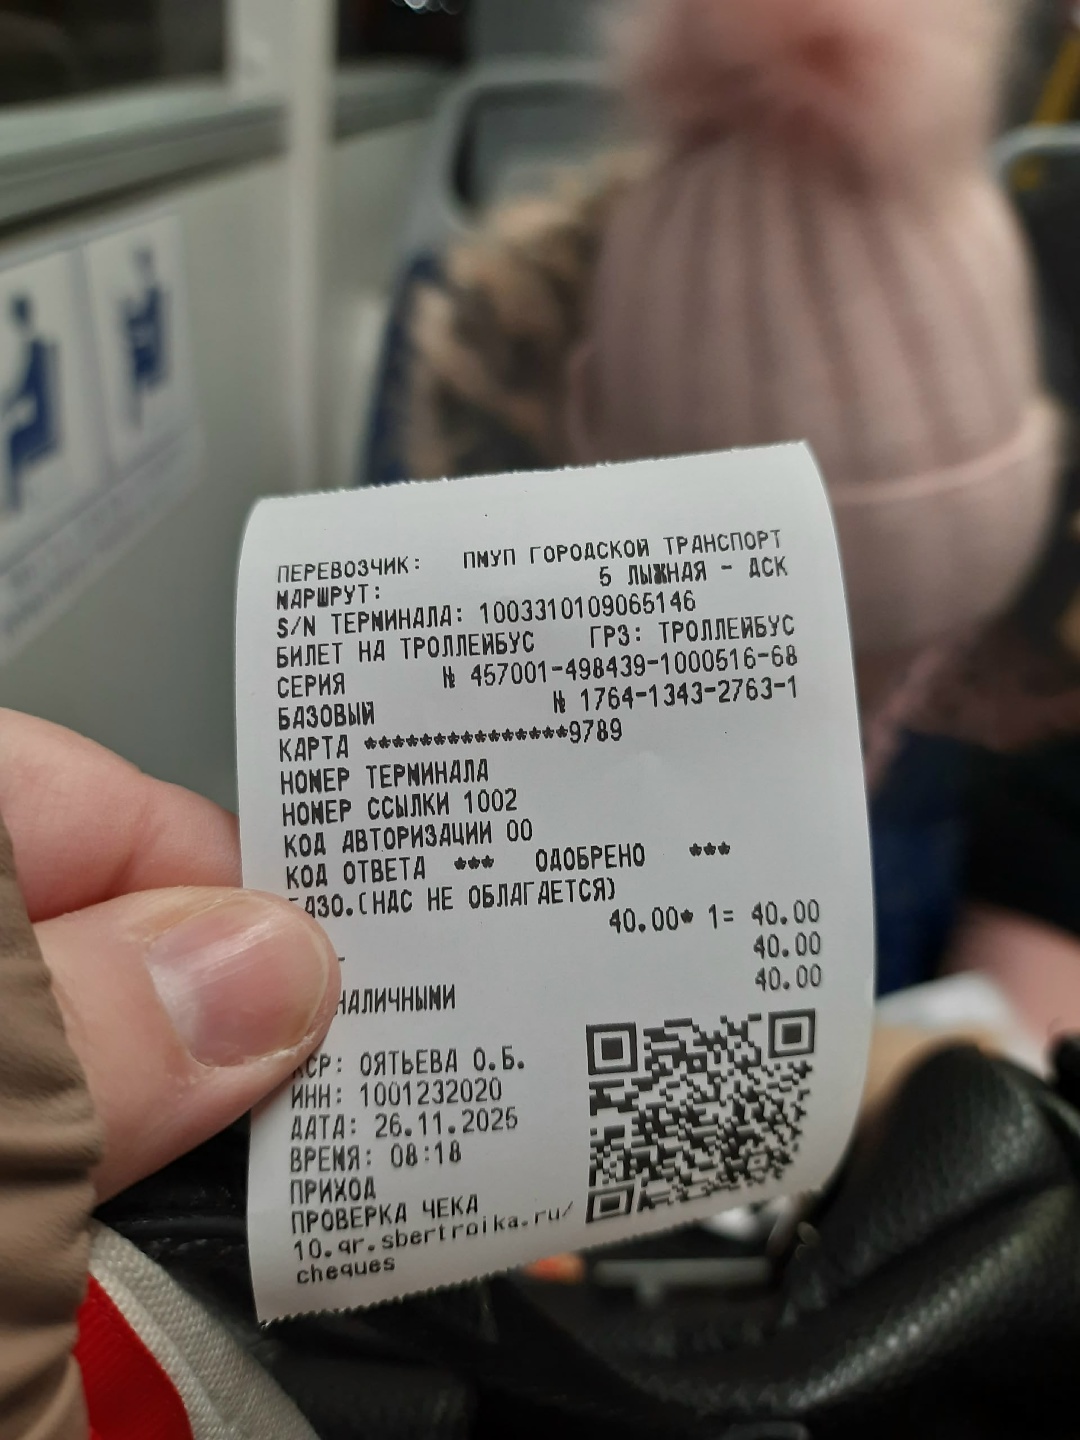 ПЕРЕВОЗЧИК: ПМУП ГОРОДСКОЙ ТРАНСПОРТ
МАРШРУТ: 5 ЛЫЖНАЯ - ДСК
S/N ТЕРМИНАЛА: 1003310109065146
БИЛЕТ НА ТРОЛЛЕЙБУС ГРЗ: ТРОЛЛЕЙБУС
СЕРИЯ № 457001-498439-1000516-68
БАЗОВЫЙ № 1764-1343-2763-1
КАРТА ***************9789
НОМЕР ТЕРМИНАЛА
НОМЕР ССЫЛКИ 1002
КОД АВТОРИЗАЦИИ 00
КОД ОТВЕТА *** ОДОБРЕНО ***
БАЗО.(НДС НЕ ОБЛАГАЕТСЯ)
40.00* 1= 40.00
40.00
40.00
НАЛИЧНЫМИ
КСР: ОЯТЬЕВА О.Б.
ИНН: 1001232020
ДАТА: 26.11.2025
ВРЕМЯ: 08:18
ПРИХОД
ПРОВЕРКА ЧЕКА
10.qr.sbertroika.ru/
cheques